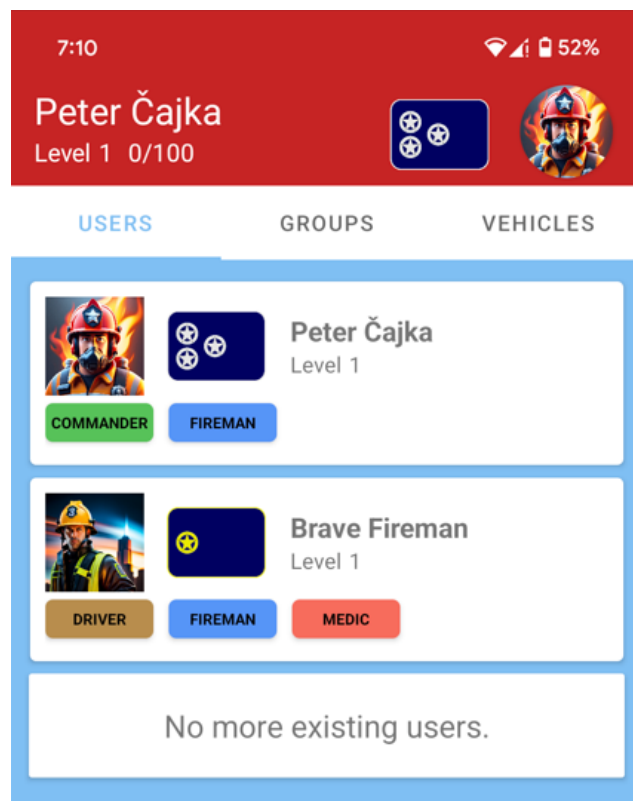 7:10 52%
Peter Čajka
Level 1 0/100
USERS GROUPS VEHICLES
Peter Čajka
Level 1
COMMANDER FIREMAN
Brave Fireman
Level 1
DRIVER FIREMAN MEDIC
No more existing users.